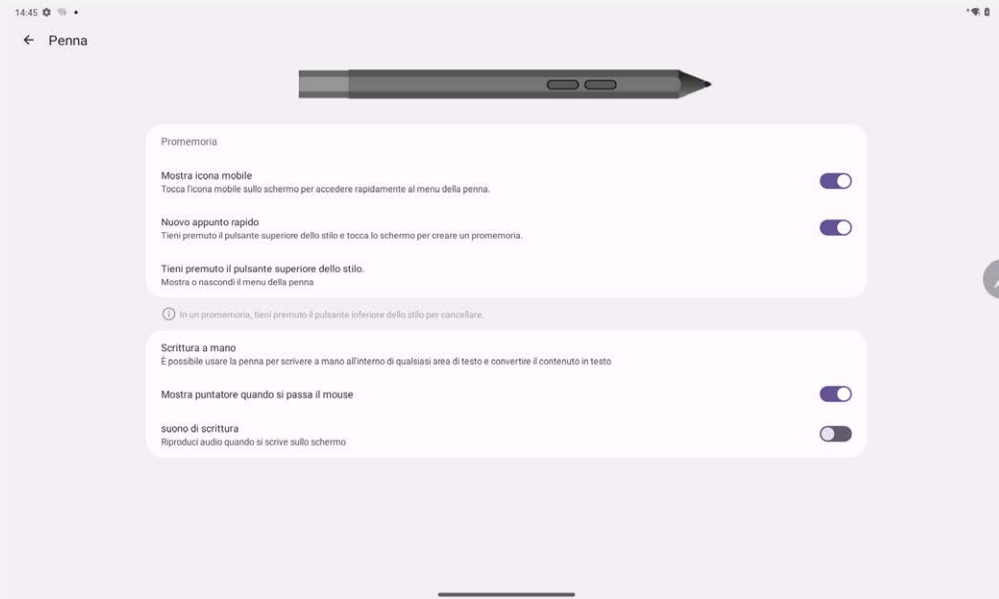 14:45
Penna
Promemoria
Mostra icona mobile
Tocca l'icona mobile sullo schermo per accedere rapidamente al menu della penna.
Nuovo appunto rapido
Tieni premuto il pulsante superiore dello stilo e tocca lo schermo per creare un promemoria.
Tieni premuto il pulsante superiore dello stilo.
Mostra o nascondi il menu della penna
In un promemoria, tieni premuto il pulsante inferiore dello stilo per cancellare.
Scrittura a mano
È possibile usare la penna per scrivere a mano all'interno di qualsiasi area di testo e convertire il contenuto in testo
Mostra puntatore quando si passa il mouse
suono di scrittura
Riproduci audio quando si scrive sullo schermo